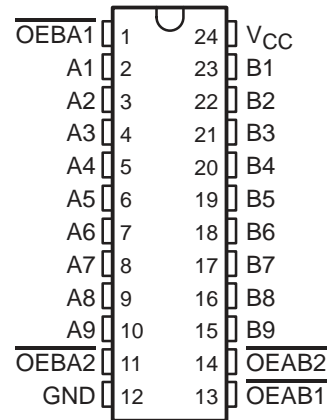 OEBA1 1 24 VCC
A1 2 23 B1
A2 3 22 B2
A3 4 21 B3
A4 5 20 B4
A5 6 19 B5
A6 7 18 B6
A7 8 17 B7
A8 9 16 B8
A9 10 15 B9
OEBA2 11 14 OEAB2
GND 12 13 OEAB1